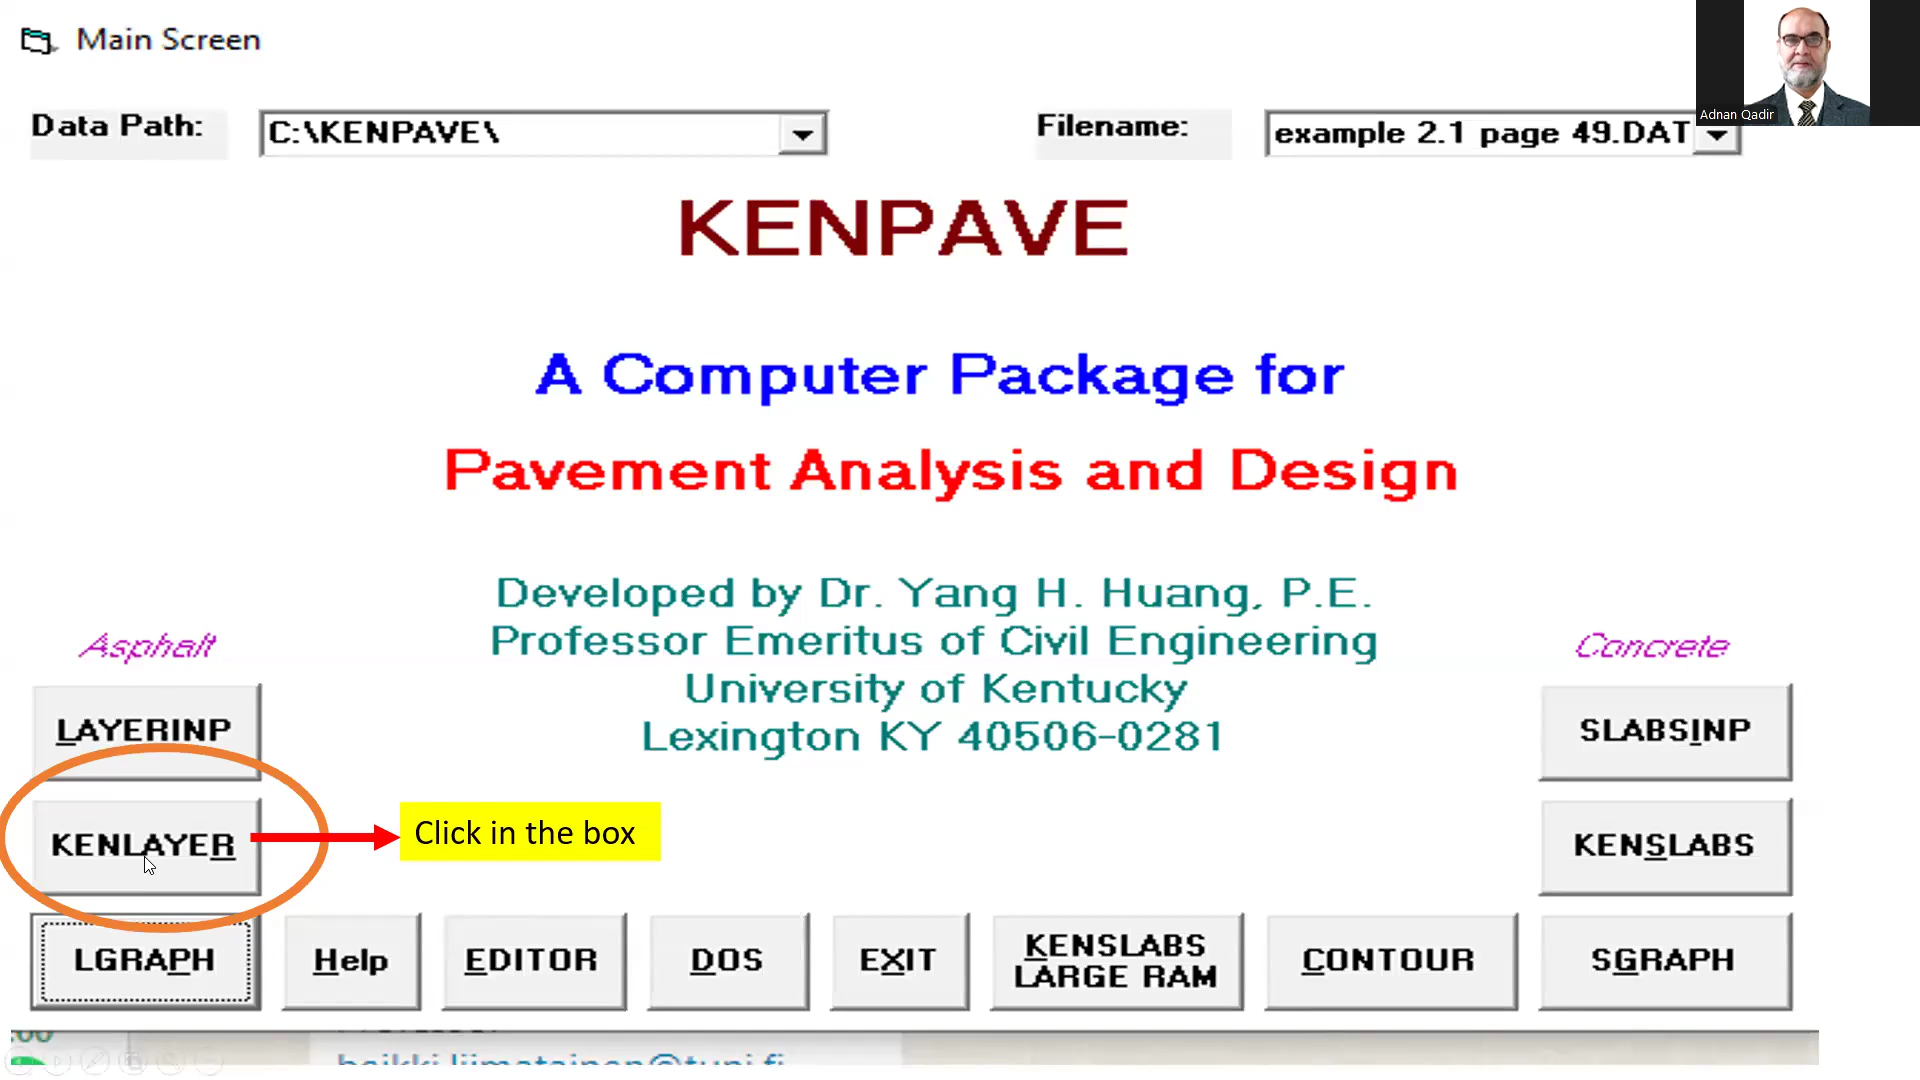 Main Screen
Adnan Qadir
Data Path:
C:\KENPAVE\
Filename:
example 2.1 page 49.DAT
KENPAVE
A Computer Package for
Pavement Analysis and Design
Developed by Dr. Yang H. Huang, P.E.
Professor Emeritus of Civil Engineering
University of Kentucky
Lexington KY 40506-0281
Asphalt
Concrete
LAYERINP
SLABSINP
KENLAYER
Click in the box
KENSLABS
LGRAPH
Help
EDITOR
DOS
EXIT
KENSLABS
LARGE RAM
CONTOUR
SGRAPH